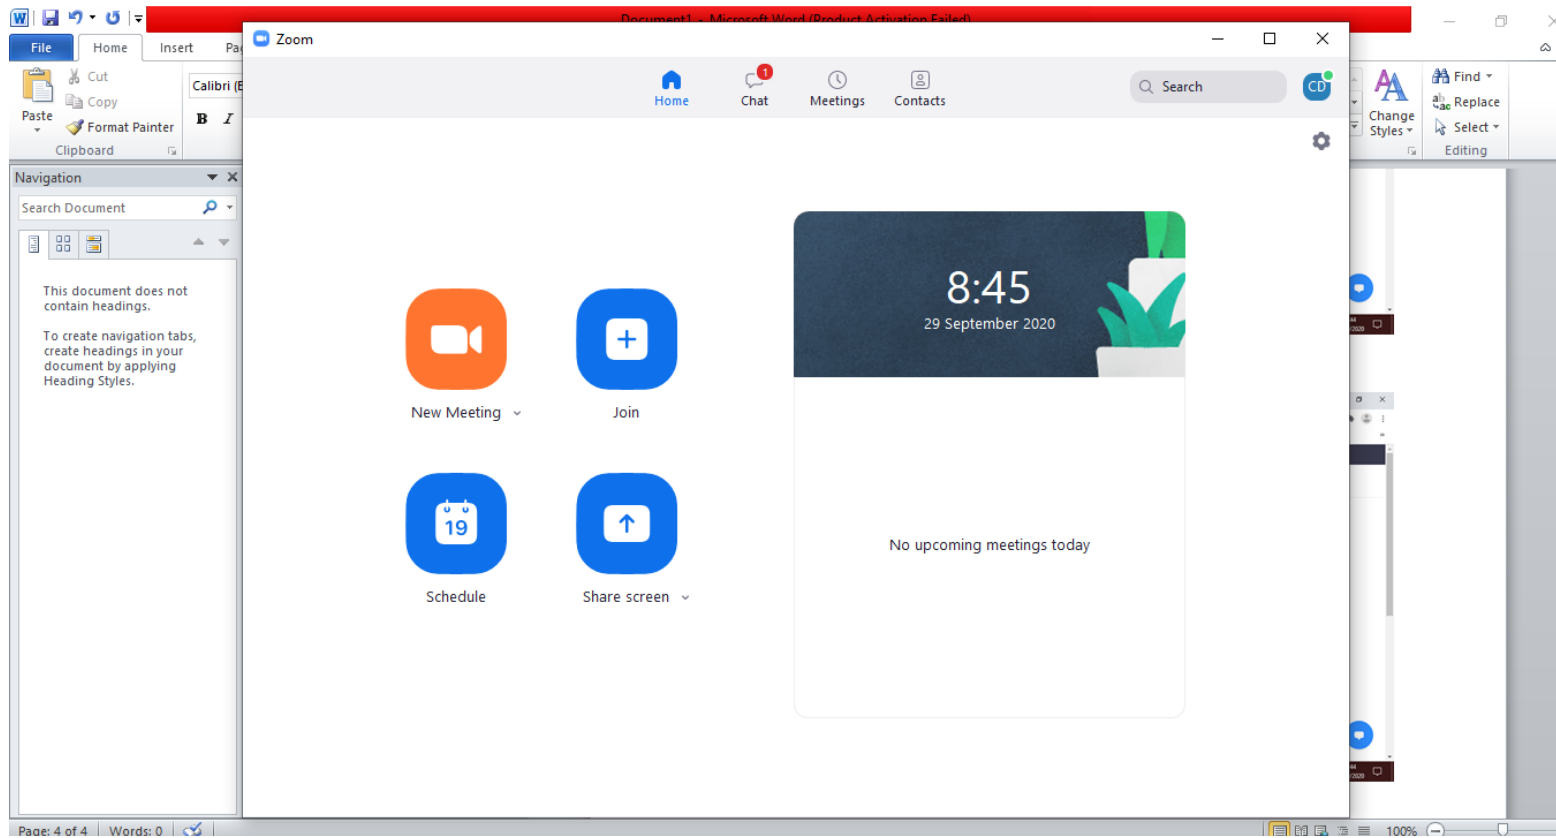 Document1 - Microsoft Word (Product Activation Failed)
File Home Insert
Cut
Copy
Paste
Format Painter
Clipboard
Calibri (
B I
Zoom
Home
Chat
1
Meetings
Contacts
Search
CD
Change
Styles
Find
Replace
Select
Editing
Navigation
Search Document
This document does not
contain headings.
To create navigation tabs,
create headings in your
document by applying
Heading Styles.
New Meeting
Join
19
Schedule
Share screen
8:45
29 September 2020
No upcoming meetings today
Page: 4 of 4 Words: 0
100%